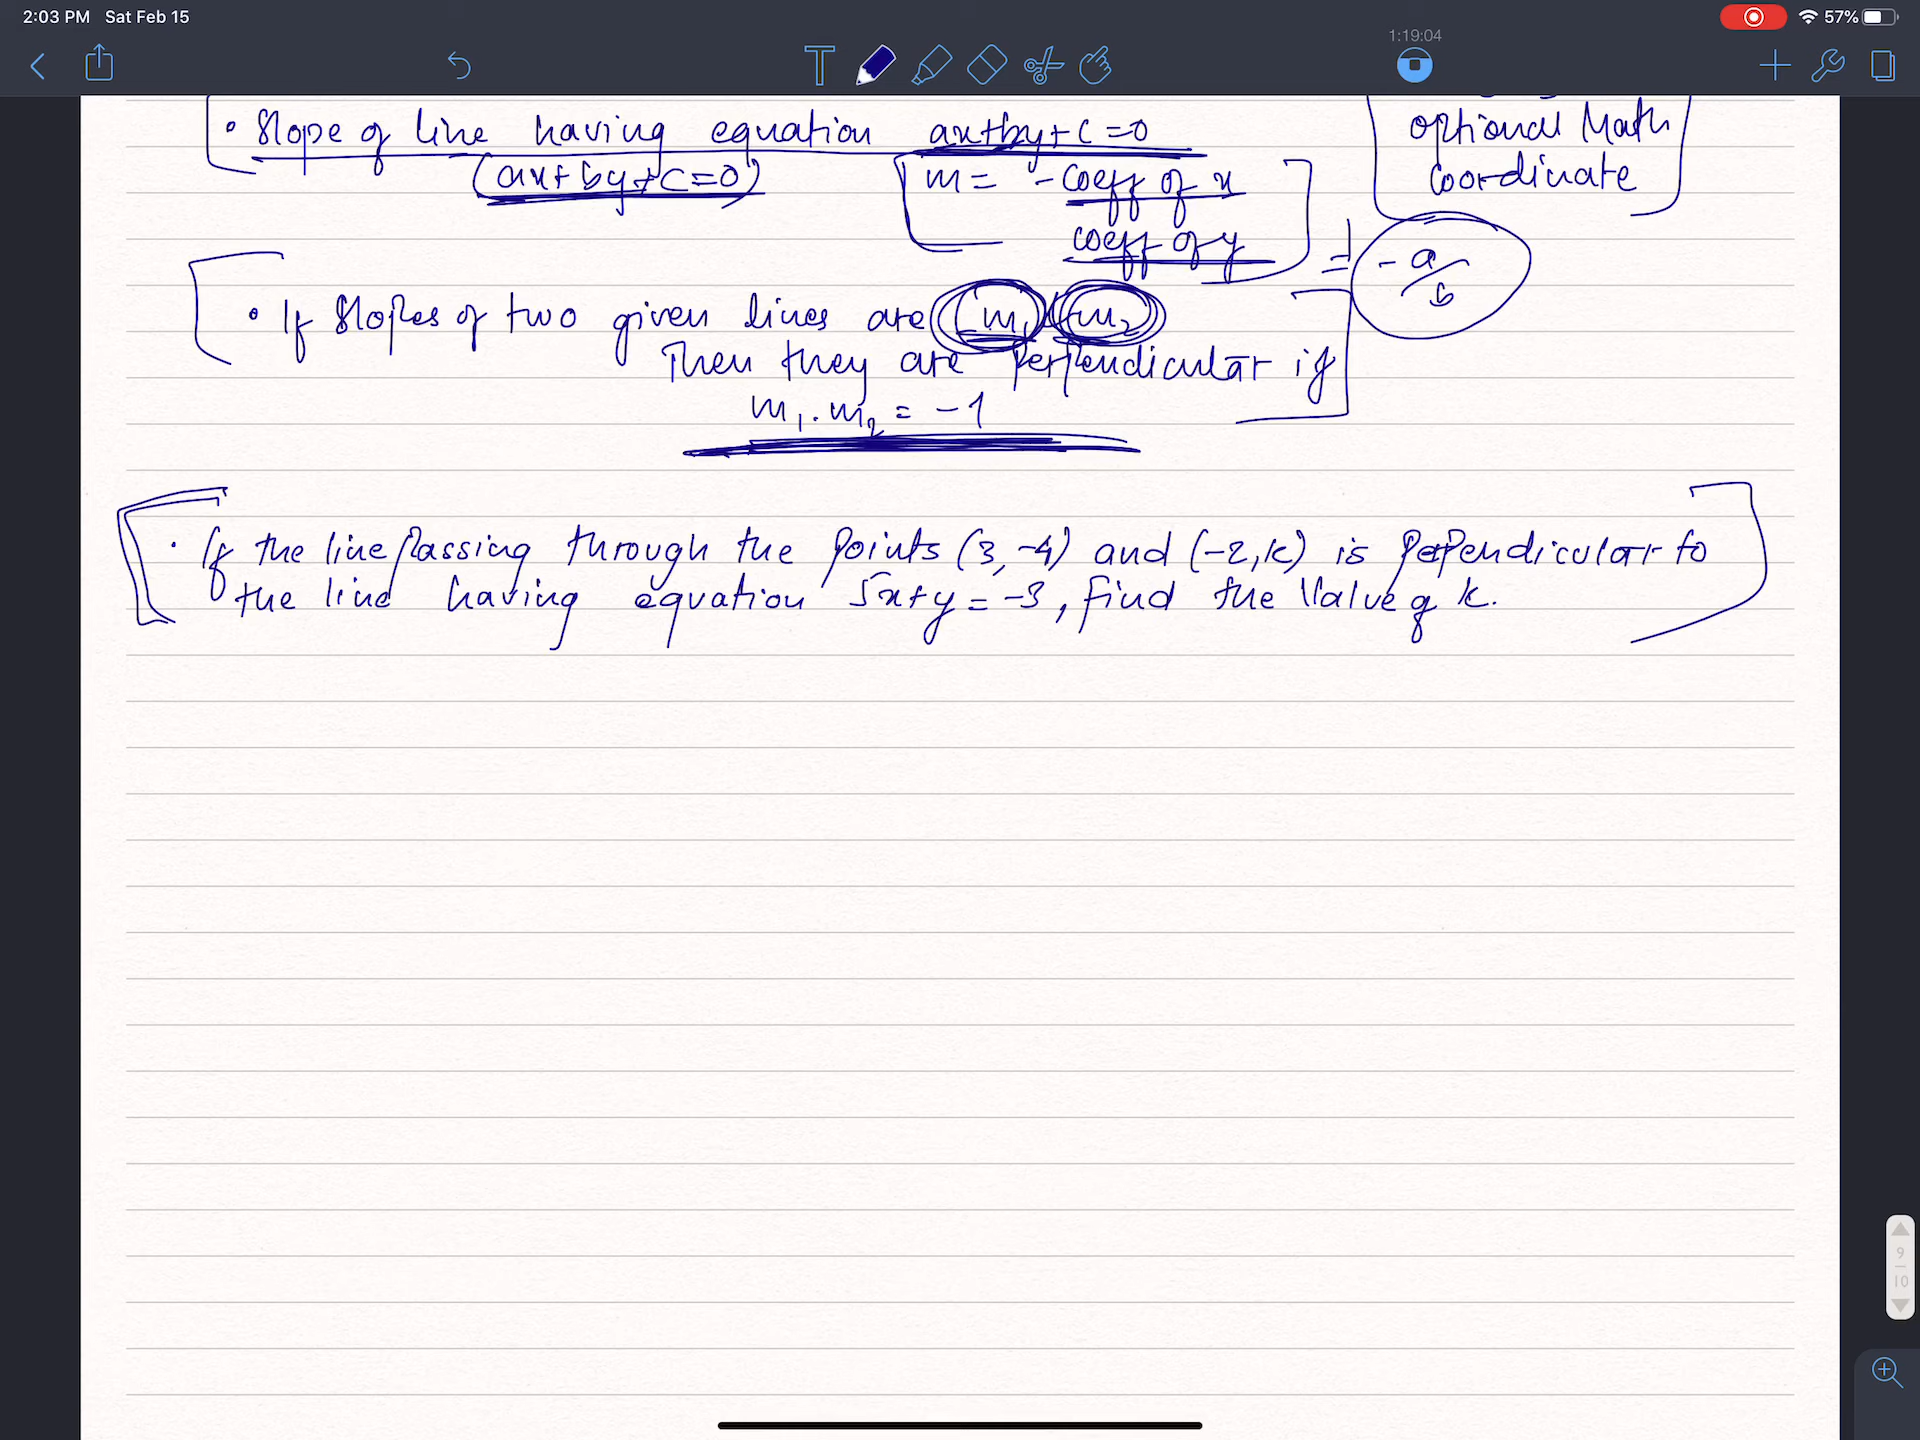 2:03 PM Sat Feb 15
57%
1:19:04
T
• Slope of line having equation ax+by+c=0
(ax+by+c=0)
m = -coeff of x
coeff of y
= -a/b
optional Math
Coordinate
• If Slopes of two given lines are (m1) (m2)
Then they are perpendicular if
m1.m2 = -1
• If the line passing through the points (3,-4) and (-2,k) is perpendicular to
the line having equation 5x+y=-3, find the value of k.
9
10